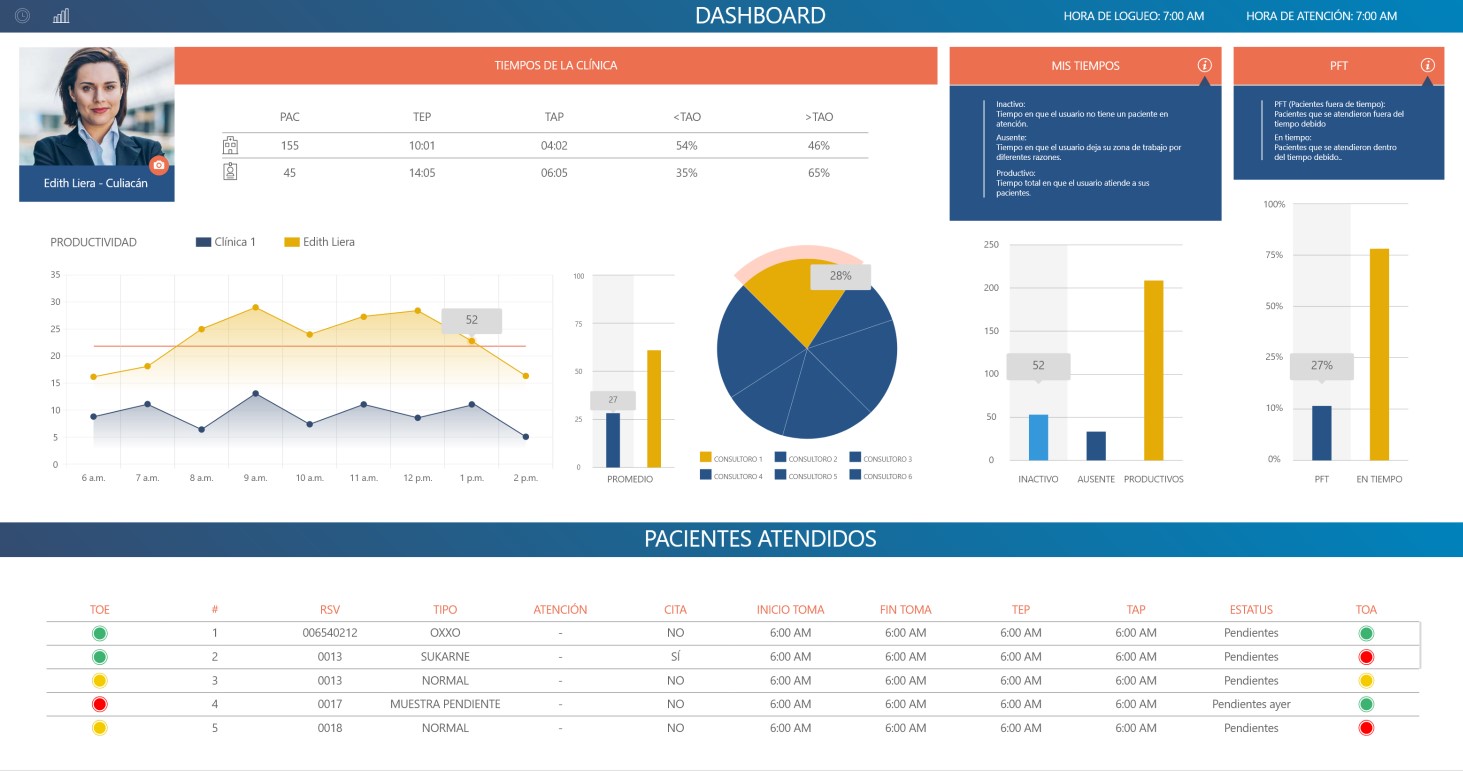 DASHBOARD
HORA DE LOGUEO: 7:00 AM
HORA DE ATENCIÓN: 7:00 AM
Edith Liera - Culiacán
TIEMPOS DE LA CLÍNICA
PAC TEP TAP <TAO >TAO
155 10:01 04:02 54% 46%
45 14:05 06:05 35% 65%
MIS TIEMPOS
Inactivo:
Tiempo en que el usuario no tiene un paciente en
atención.
Ausente:
Tiempo en que el usuario deja su zona de trabajo por
diferentes razones.
Productivo:
Tiempo total en que el usuario atiende a sus
pacientes.
PFT
PFT (Pacientes fuera de tiempo):
Pacientes que se atendieron fuera del
tiempo debido
En tiempo:
Pacientes que se atendieron dentro
del tiempo debido..
PRODUCTIVIDAD
Clínica 1
Edith Liera
35
30
25
20
15
10
5
0
52
6 a.m. 7 a.m. 8 a.m. 9 a.m. 10 a.m. 11 a.m. 12 p.m. 1 p.m. 2 p.m.
100
75
50
25
0
27
PROMEDIO
28%
CONSULTORO 1 CONSULTORO 2 CONSULTORO 3
CONSULTORO 4 CONSULTORO 5 CONSULTORO 6
250
200
150
100
50
0
52
INACTIVO AUSENTE PRODUCTIVOS
100%
75%
50%
25%
10%
0%
27%
PFT EN TIEMPO
PACIENTES ATENDIDOS
TOE # RSV TIPO ATENCIÓN CITA INICIO TOMA FIN TOMA TEP TAP ESTATUS TOA
1 006540212 OXXO - NO 6:00 AM 6:00 AM 6:00 AM 6:00 AM Pendientes
2 0013 SUKARNE - SÍ 6:00 AM 6:00 AM 6:00 AM 6:00 AM Pendientes
3 0013 NORMAL - NO 6:00 AM 6:00 AM 6:00 AM 6:00 AM Pendientes
4 0017 MUESTRA PENDIENTE - NO 6:00 AM 6:00 AM 6:00 AM 6:00 AM Pendientes ayer
5 0018 NORMAL - NO 6:00 AM 6:00 AM 6:00 AM 6:00 AM Pendientes